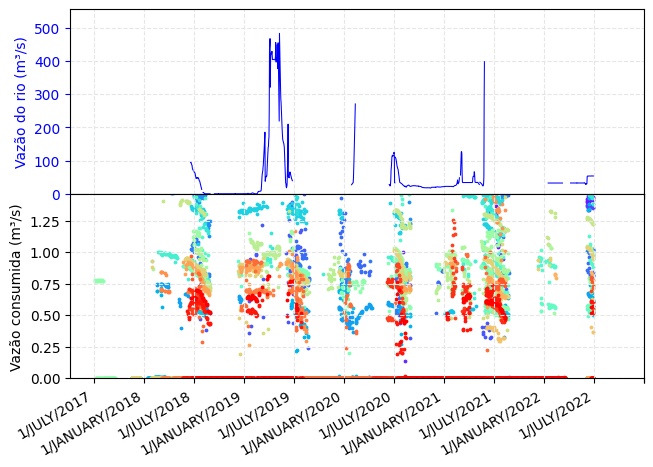 500
400
300
200
100
0
Vazão do rio (m³/s)
1.25
1.00
0.75
0.50
0.25
0.00
Vazão consumida (m³/s)
1/JULY/2017
1/JANUARY/2018
1/JULY/2018
1/JANUARY/2019
1/JULY/2019
1/JANUARY/2020
1/JULY/2020
1/JANUARY/2021
1/JULY/2021
1/JANUARY/2022
1/JULY/2022